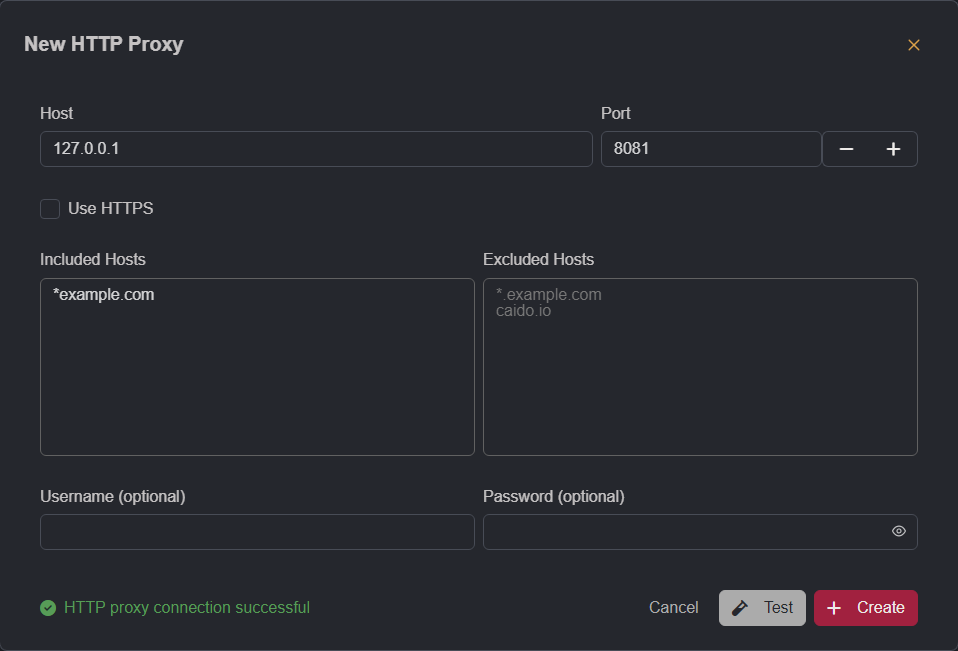 New HTTP Proxy
Host
Port
127.0.0.1
8081
Use HTTPS
Included Hosts
Excluded Hosts
*example.com
*.example.com
caido.io
Username (optional)
Password (optional)
HTTP proxy connection successful
Cancel
Test
Create